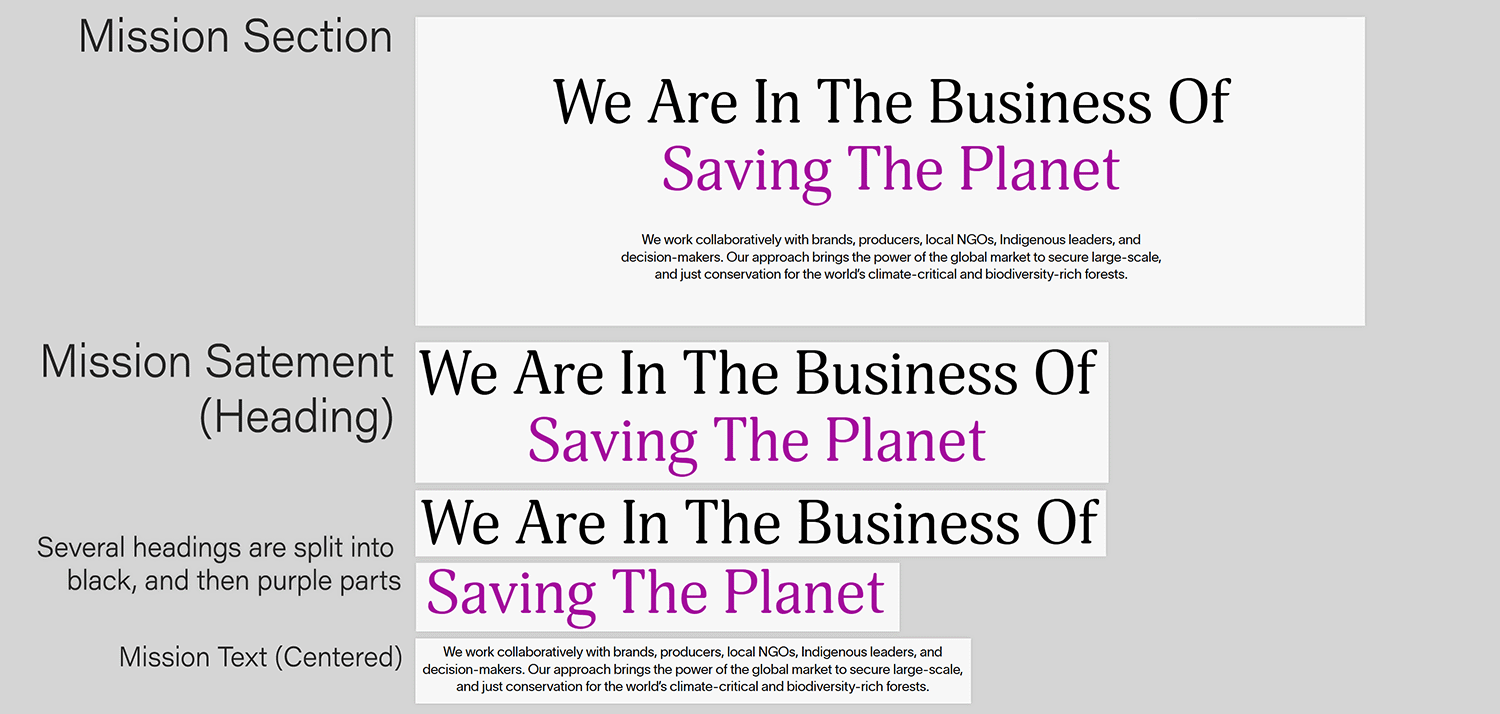 Mission Section
We Are In The Business Of
Saving The Planet
We work collaboratively with brands, producers, local NGOs, Indigenous leaders, and
decision-makers. Our approach brings the power of the global market to secure large-scale,
and just conservation for the world's climate-critical and biodiversity-rich forests.
Mission Satement
(Heading)
We Are In The Business Of
Saving The Planet
Several headings are split into
black, and then purple parts
We Are In The Business Of
Saving The Planet
Mission Text (Centered)
We work collaboratively with brands, producers, local NGOs, Indigenous leaders, and
decision-makers. Our approach brings the power of the global market to secure large-scale,
and just conservation for the world's climate-critical and biodiversity-rich forests.